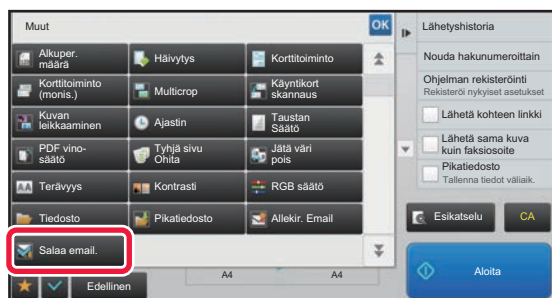 Muut
OK
Alkuper.
määrä
Häivytys
Korttitoiminto
Korttitoiminto
(monis.)
Multicrop
Käyntikort
skannaus
Kuvan
leikkaaminen
Ajastin
Taustan
Säätö
PDF vino-
säätö
Tyhjä sivu
Ohita
Jätä väri
pois
AA Terävyys
Kontrasti
RGB säätö
Tiedosto
Pikatiedosto
Allekir. Email
Salaa email.
Edellinen
A4
A4
Lähetyshistoria
Nouda hakunumeroittain
Ohjelman rekisteröinti
Rekisteröi nykyiset asetukset
Lähetä kohteen linkki
Lähetä sama kuva
kuin faksiosoite
Pikatiedosto
Tallenna tiedot väliaik.
Esikatselu
CA
Aloita